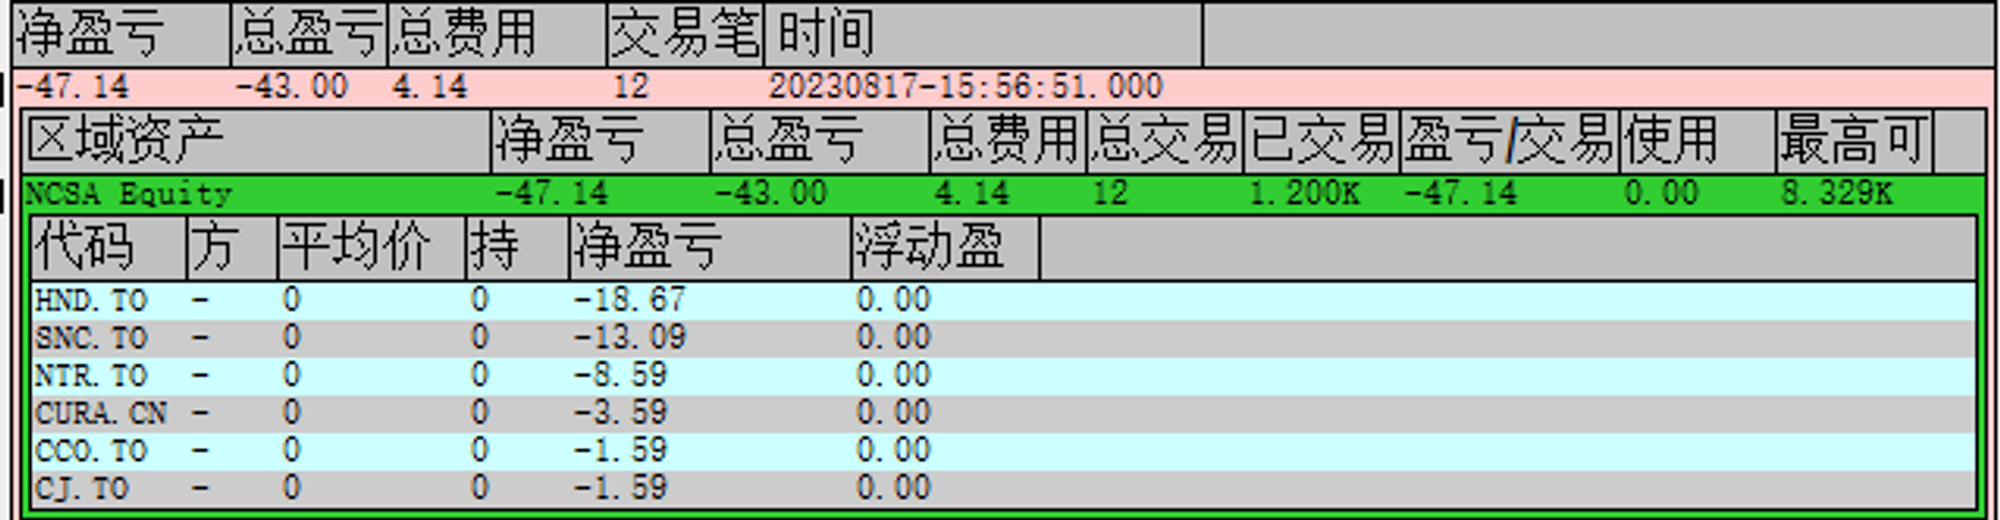 净盈亏 总盈亏 总费用 交易笔 时间
-47.14 -43.00 4.14 12 20230817-15:56:51.000
区域资产 净盈亏 总盈亏 总费用 总交易 已交易 盈亏/交易 使用 最高可
NCSA Equity -47.14 -43.00 4.14 12 1.200K -47.14 0.00 8.329K
代码 方 平均价 持 净盈亏 浮动盈
HND.TO - 0 0 -18.67 0.00
SNC.TO - 0 0 -13.09 0.00
NTR.TO - 0 0 -8.59 0.00
CURA.CN - 0 0 -3.59 0.00
CCO.TO - 0 0 -1.59 0.00
CJ.TO - 0 0 -1.59 0.00